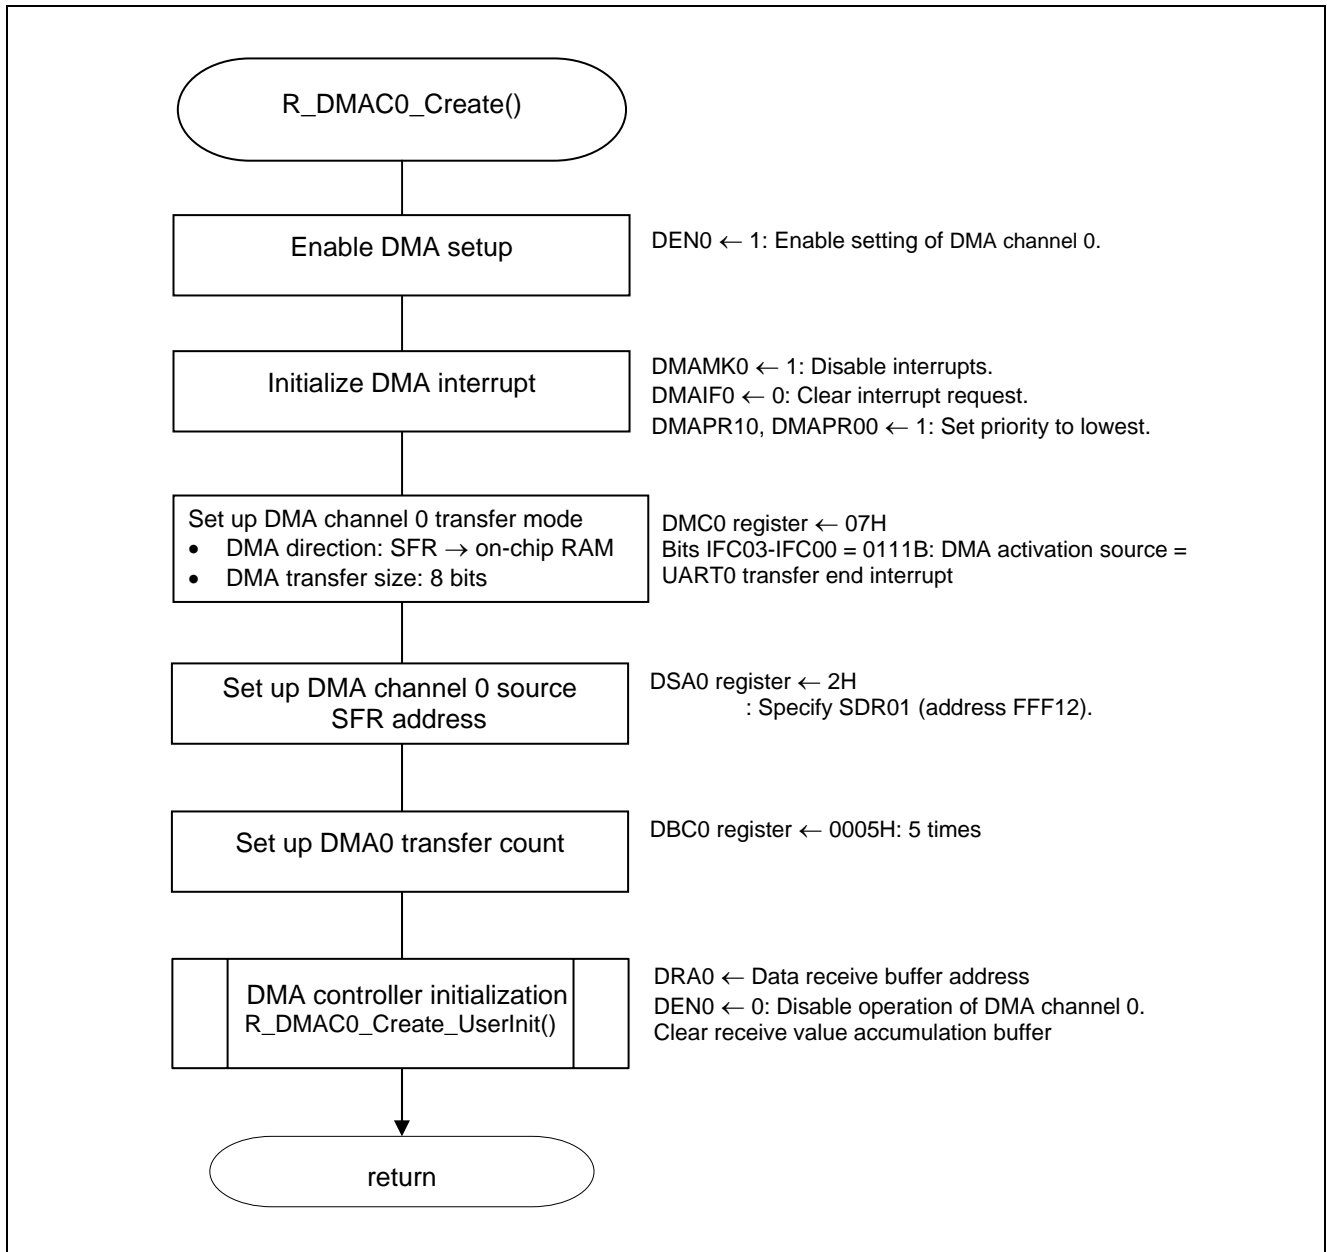 R_DMAC0_Create()
Enable DMA setup
DEN0 ← 1: Enable setting of DMA channel 0.
Initialize DMA interrupt
DMAMK0 ← 1: Disable interrupts.
DMAIF0 ← 0: Clear interrupt request.
DMAPR10, DMAPR00 ← 1: Set priority to lowest.
Set up DMA channel 0 transfer mode
• DMA direction: SFR → on-chip RAM
• DMA transfer size: 8 bits
DMC0 register ← 07H
Bits IFC03-IFC00 = 0111B: DMA activation source =
UART0 transfer end interrupt
Set up DMA channel 0 source
SFR address
DSA0 register ← 2H
: Specify SDR01 (address FFF12).
Set up DMA0 transfer count
DBC0 register ← 0005H: 5 times
DMA controller initialization
R_DMAC0_Create_UserInit()
DRA0 ← Data receive buffer address
DEN0 ← 0: Disable operation of DMA channel 0.
Clear receive value accumulation buffer
return